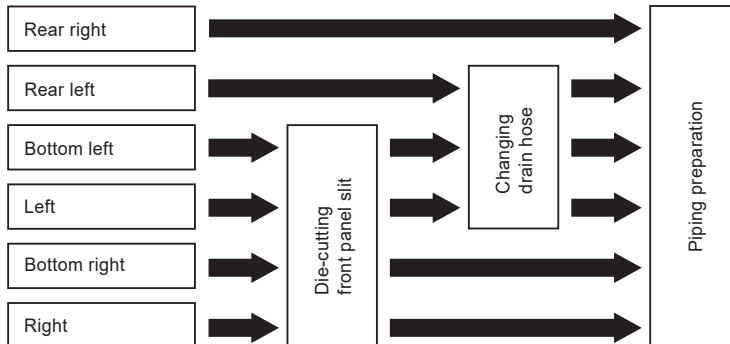 Rear right
Rear left
Bottom left
Left
Bottom right
Right
Die-cutting
front panel slit
Changing
drain hose
Piping preparation